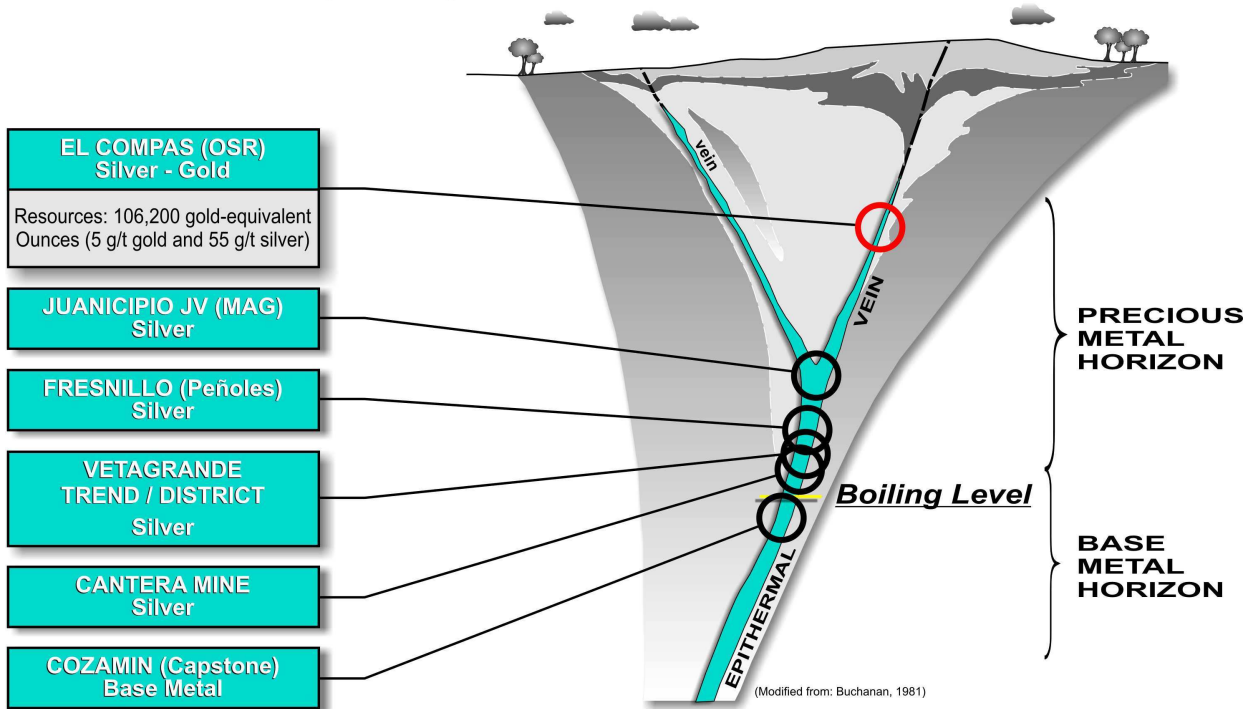 EL COMPAS (OSR)
Silver - Gold
Resources: 106,200 gold-equivalent
Ounces (5 g/t gold and 55 g/t silver)
JUANICIPIO JV (MAG)
Silver
FRESNILLO (Peñoles)
Silver
VETAGRANDE
TREND / DISTRICT
Silver
CANTERA MINE
Silver
COZAMIN (Capstone)
Base Metal
vein
VEIN
EPITHERMAL
Boiling Level
PRECIOUS
METAL
HORIZON
BASE
METAL
HORIZON
(Modified from: Buchanan, 1981)